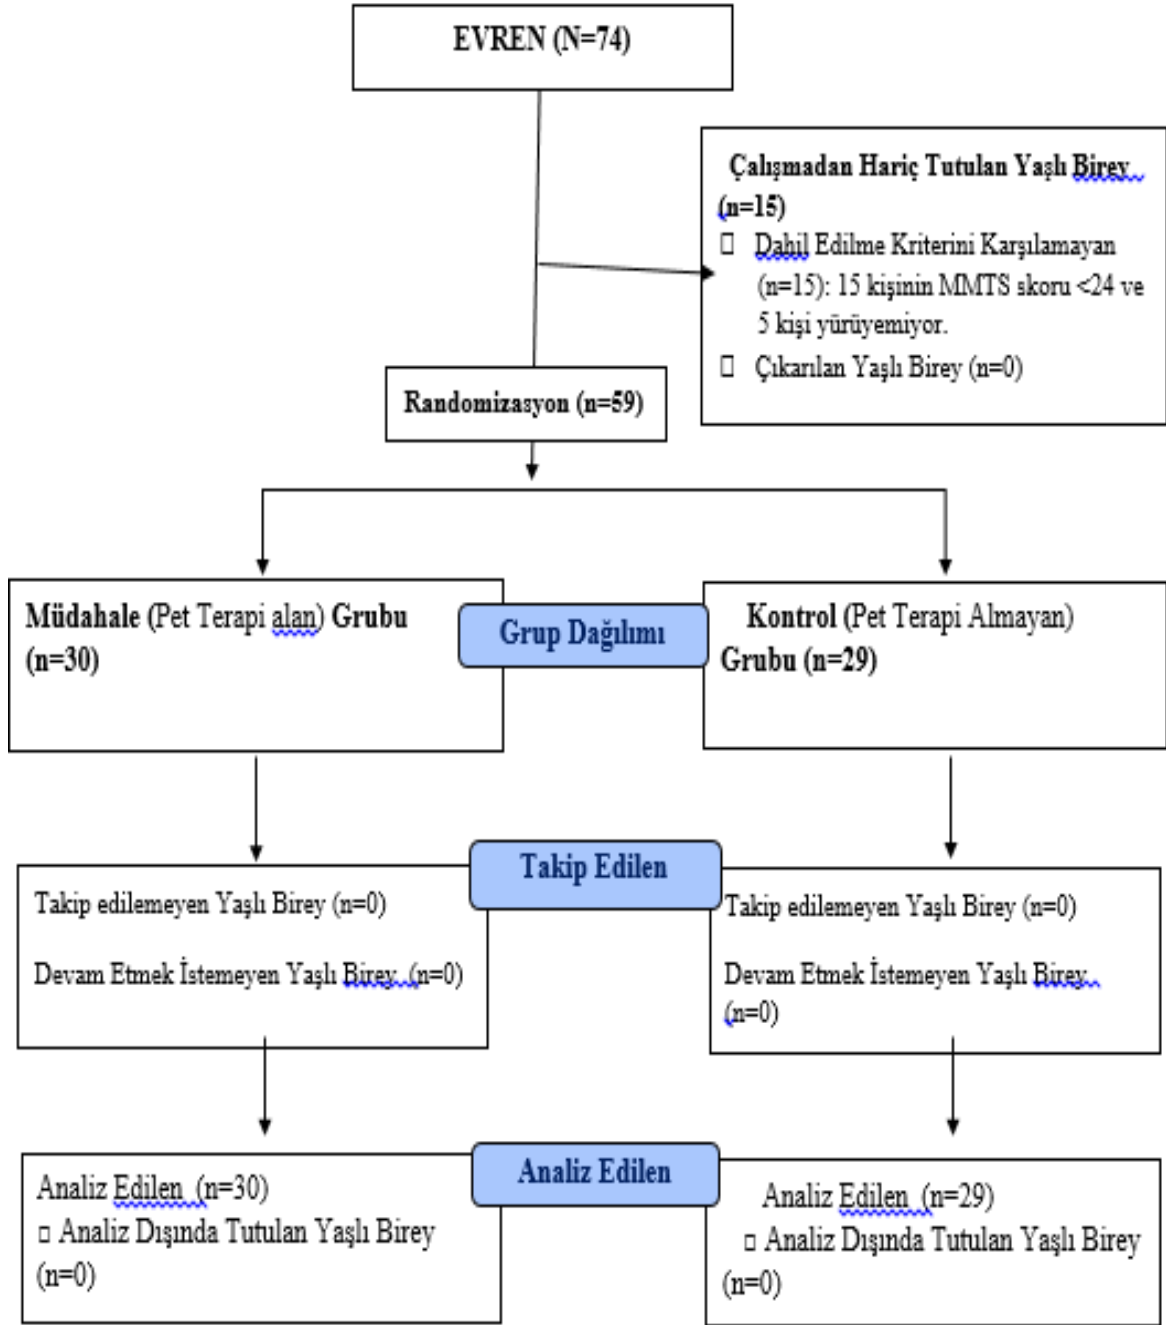 EVREN (N=74)
Çalışmadan Hariç Tutulan Yaşlı Birey
(n=15)
Dahil Edilme Kriterini Karşılamayan
(n=15): 15 kişinin MMTS skoru <24 ve
5 kişi yürüyemiyor.
Çıkarılan Yaşlı Birey (n=0)
Randomizasyon (n=59)
Müdahale (Pet Terapi alan) Grubu
(n=30)
Grup Dağılımı
Kontrol (Pet Terapi Almayan)
Grubu (n=29)
Takip edilemeyen Yaşlı Birey (n=0)
Devam Etmek İstemeyen Yaşlı Birey (n=0)
Takip Edilen
Takip edilemeyen Yaşlı Birey (n=0)
Devam Etmek İstemeyen Yaşlı Birey
(n=0)
Analiz Edilen (n=30)
Analiz Dışında Tutulan Yaşlı Birey
(n=0)
Analiz Edilen
Analiz Edilen (n=29)
Analiz Dışında Tutulan Yaşlı Birey
(n=0)